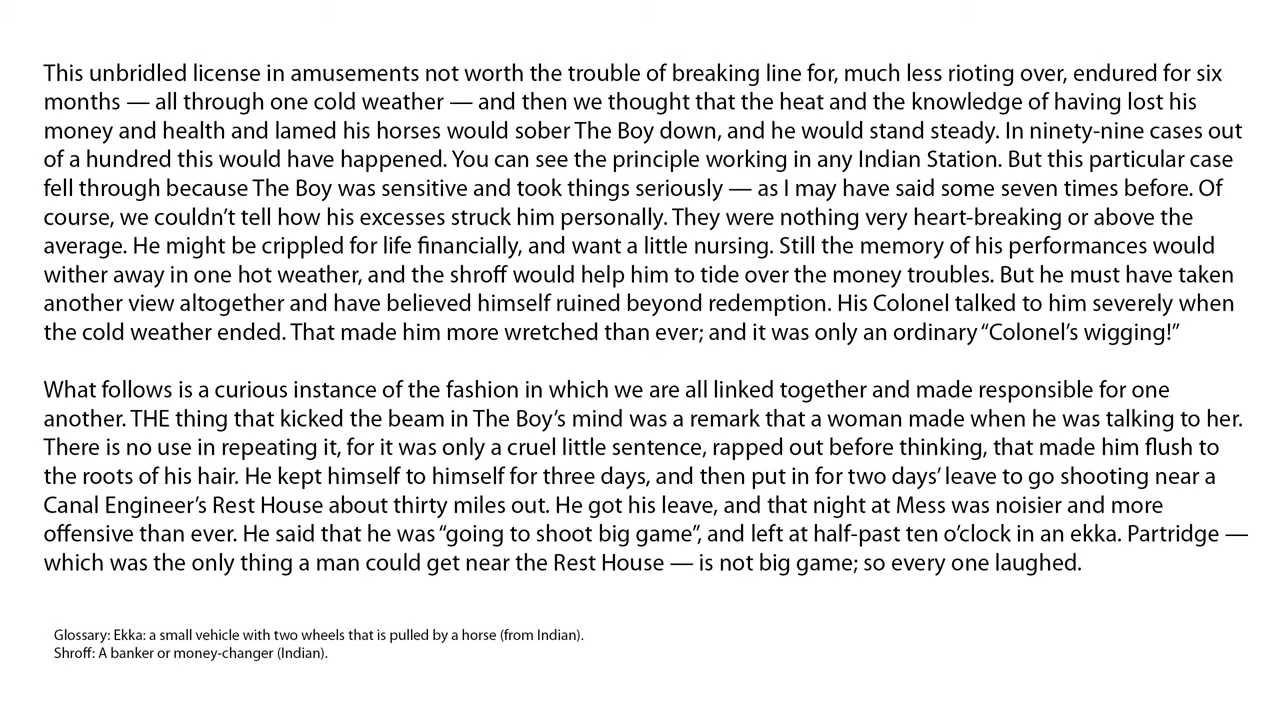 This unbridled license in amusements not worth the trouble of breaking line for, much less rioting over, endured for six
months — all through one cold weather — and then we thought that the heat and the knowledge of having lost his
money and health and lamed his horses would sober The Boy down, and he would stand steady. In ninety-nine cases out
of a hundred this would have happened. You can see the principle working in any Indian Station. But this particular case
fell through because The Boy was sensitive and took things seriously — as I may have said some seven times before. Of
course, we couldn’t tell how his excesses struck him personally. They were nothing very heart-breaking or above the
average. He might be crippled for life financially, and want a little nursing. Still the memory of his performances would
wither away in one hot weather, and the shroff would help him to tide over the money troubles. But he must have taken
another view altogether and have believed himself ruined beyond redemption. His Colonel talked to him severely when
the cold weather ended. That made him more wretched than ever; and it was only an ordinary “Colonel’s wigging!”
What follows is a curious instance of the fashion in which we are all linked together and made responsible for one
another. THE thing that kicked the beam in The Boy’s mind was a remark that a woman made when he was talking to her.
There is no use in repeating it, for it was only a cruel little sentence, rapped out before thinking, that made him flush to
the roots of his hair. He kept himself to himself for three days, and then put in for two days’ leave to go shooting near a
Canal Engineer’s Rest House about thirty miles out. He got his leave, and that night at Mess was noisier and more
offensive than ever. He said that he was “going to shoot big game”, and left at half-past ten o’clock in an ekka. Partridge —
which was the only thing a man could get near the Rest House — is not big game; so every one laughed.
Glossary: Ekka: a small vehicle with two wheels that is pulled by a horse (from Indian).
Shroff: A banker or money-changer (Indian).